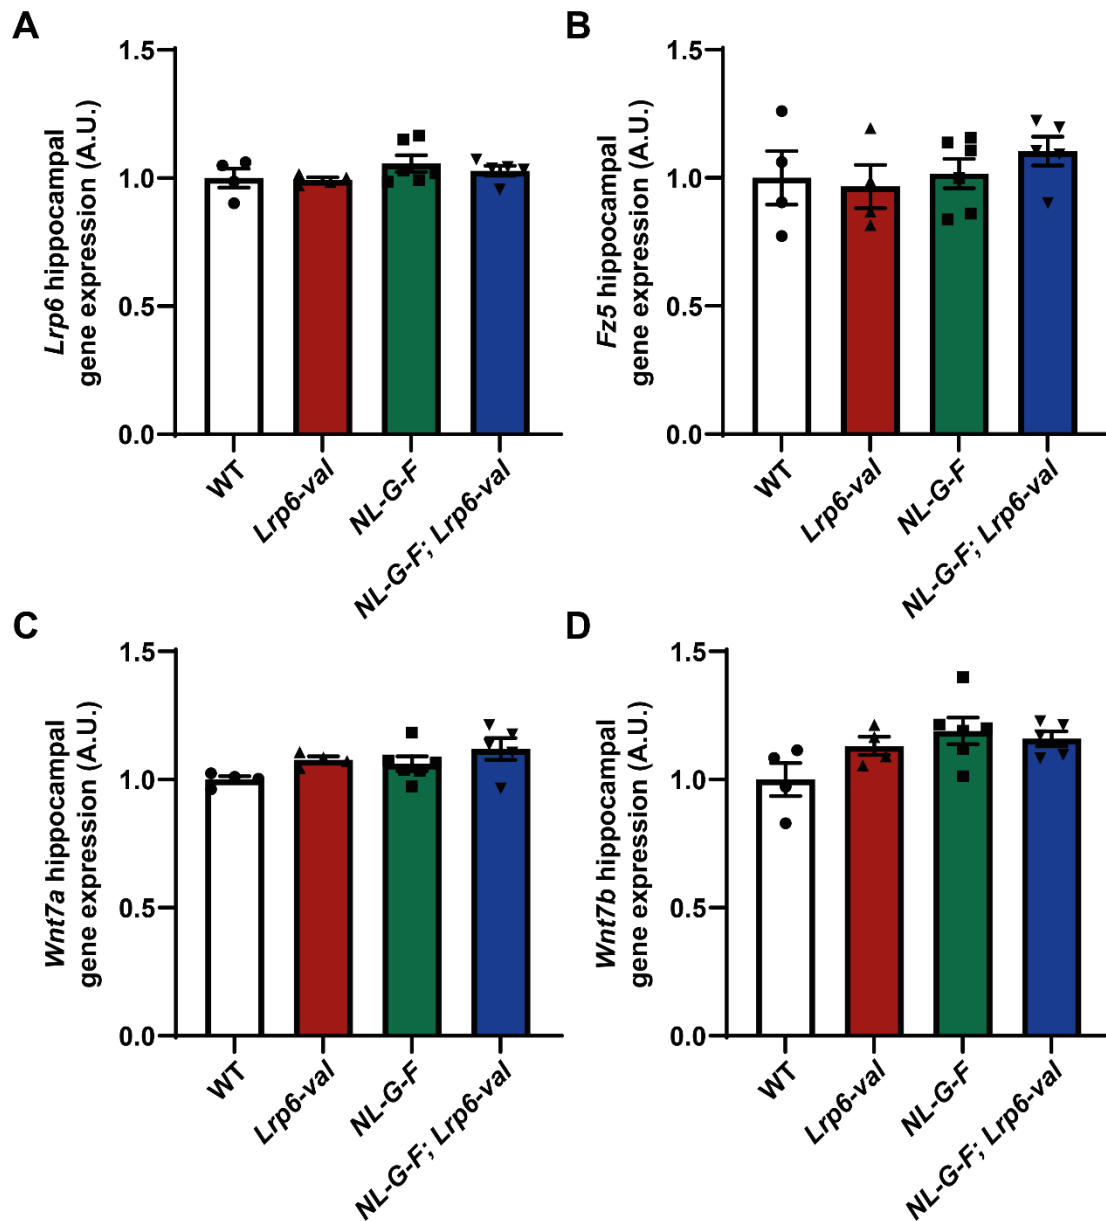 A
Lrp6 hippocampal
gene expression (A.U.)
1.5
1.0
0.5
0.0
WT
Lrp6-val
NL-G-F
NL-G-F; Lrp6-val
B
Fz5 hippocampal
gene expression (A.U.)
1.5
1.0
0.5
0.0
WT
Lrp6-val
NL-G-F
NL-G-F; Lrp6-val
C
Wnt7a hippocampal
gene expression (A.U.)
1.5
1.0
0.5
0.0
WT
Lrp6-val
NL-G-F
NL-G-F; Lrp6-val
D
Wnt7b hippocampal
gene expression (A.U.)
1.5
1.0
0.5
0.0
WT
Lrp6-val
NL-G-F
NL-G-F; Lrp6-val